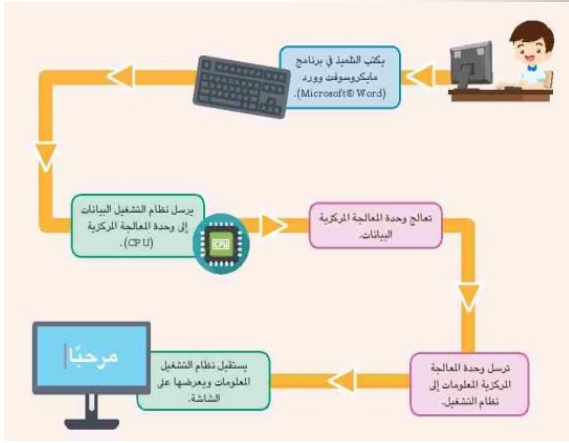 يكتب التلميذ في برنامج
مايكروسوفت وورد
(Microsoft® Word).
يرسل نظام التشغيل البيانات
إلى وحدة المعالجة المركزية
(CPU).
CPU
تعالج وحدة المعالجة المركزية
البيانات.
ترسل وحدة المعالجة
المركزية المعلومات إلى
نظام التشغيل.
يستقبل نظام التشغيل
المعلومات ويعرضها على
الشاشة.
مرحبًا